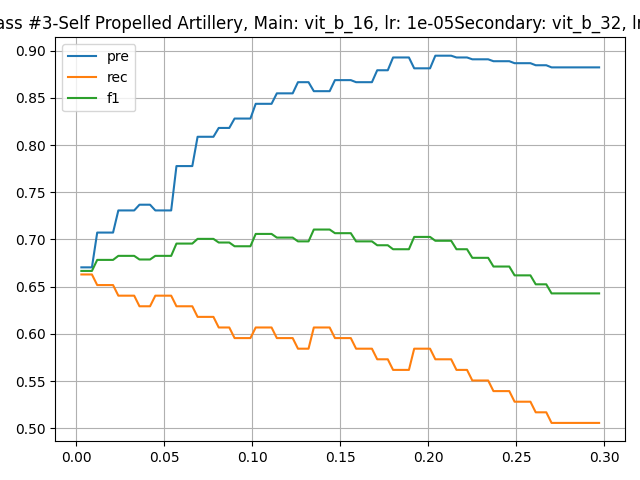 ass #3-Self Propelled Artillery, Main: vit_b_16, lr: 1e-05Secondary: vit_b_32, lr
pre
rec
f1
0.90
0.85
0.80
0.75
0.70
0.65
0.60
0.55
0.50
0.00 0.05 0.10 0.15 0.20 0.25 0.30